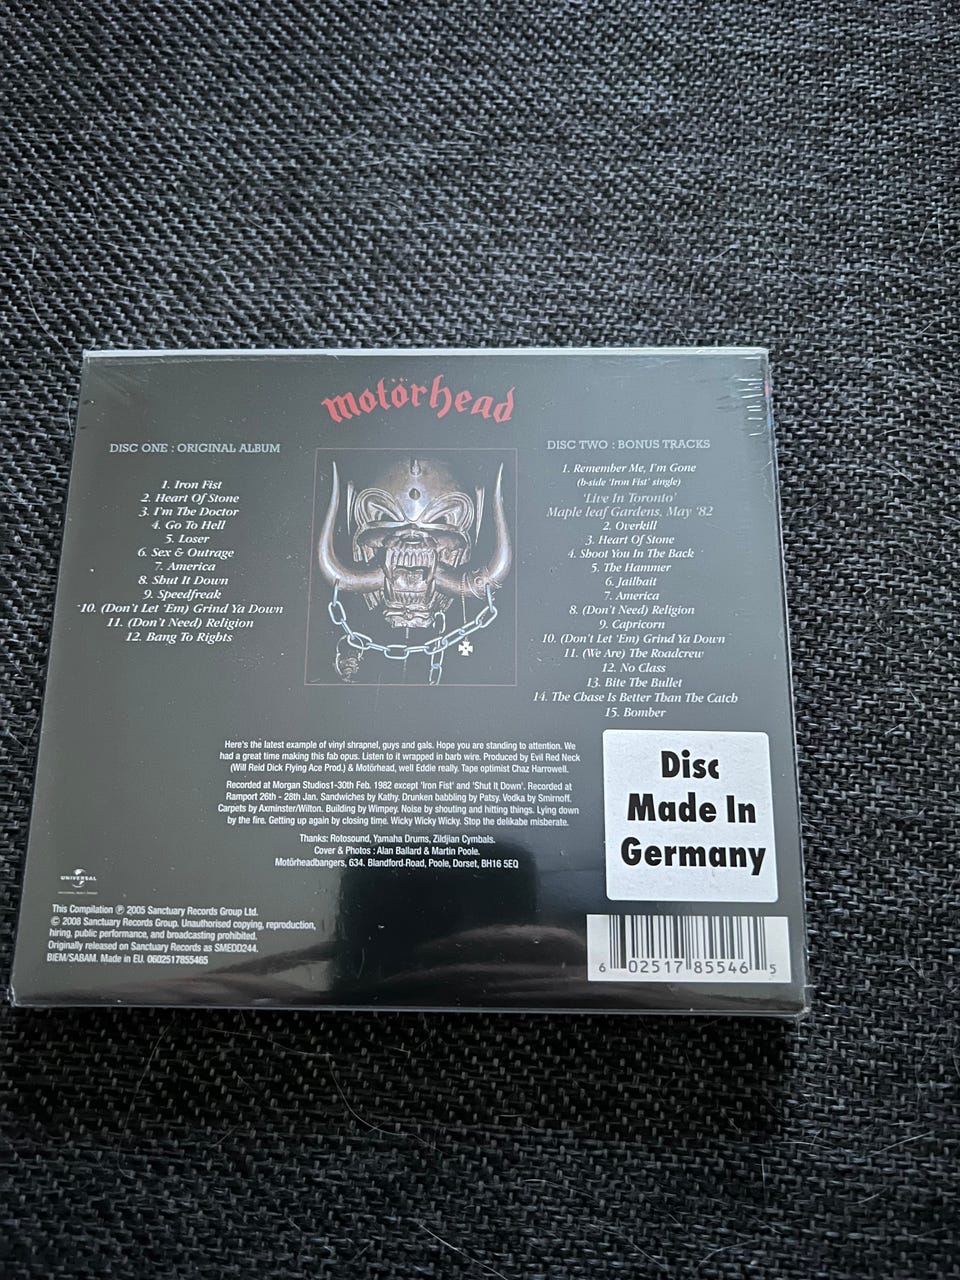 motörhead
DISC ONE : ORIGINAL ALBUM
1. Iron Fist
2. Heart Of Stone
3. I'm The Doctor
4. Go To Hell
5. Loser
6. Sex & Outrage
7. America
8. Shut It Down
9. Speedfreak
10. (Don't Let 'Em) Grind Ya Down
11. (Don't Need) Religion
12. Bang To Rights
DISC TWO : BONUS TRACKS
1. Remember Me, I'm Gone
(b-side 'Iron Fist' single)
'Live In Toronto'
Maple leaf Gardens, May '82
2. Overkill
3. Heart Of Stone
4. Shoot You In The Back
5. The Hammer
6. Jailbait
7. America
8. (Don't Need) Religion
9. Capricorn
10. (Don't Let 'Em) Grind Ya Down
11. (We Are) The Roadcrew
12. No Class
13. Bite The Bullet
14. The Chase Is Better Than The Catch
15. Bomber
Here's the latest example of vinyl shrapnel, guys and gals. Hope you are standing to attention. We
had a great time making this fab opus. Listen to it wrapped in barb wire. Produced by Evil Red Neck
(Will Reid Dick Flying Ace Prod.) & Motörhead, well Eddie really. Tape optimist Chaz Harrowell.
Recorded at Morgan Studios1-30th Feb. 1982 except 'Iron Fist' and 'Shut It Down'. Recorded at
Ramport 26th - 28th Jan. Sandwiches by Kathy. Drunken babbling by Patsy. Vodka by Smirnoff.
Carpets by Axminster/Wilton. Building by Wimpey. Noise by shouting and hitting things. Lying down
by the fire. Getting up again by closing time. Wicky Wicky Wicky. Stop the delikabe misberate.
Thanks: Rotosound, Yamaha Drums, Zildjian Cymbals.
Cover & Photos : Alan Ballard & Martin Poole.
Motörheadbangers, 634. Blandford Road, Poole, Dorset, BH16 5EQ
Disc
Made In
Germany
UNIVERSAL
This Compilation ℗ 2005 Sanctuary Records Group Ltd.
© 2008 Sanctuary Records Group. Unauthorised copying, reproduction,
hiring, public performance, and broadcasting prohibited.
Originally released on Sanctuary Records as SMEDD244.
BIEM/SABAM. Made in EU. 0602517855465
6 02517 85546 5